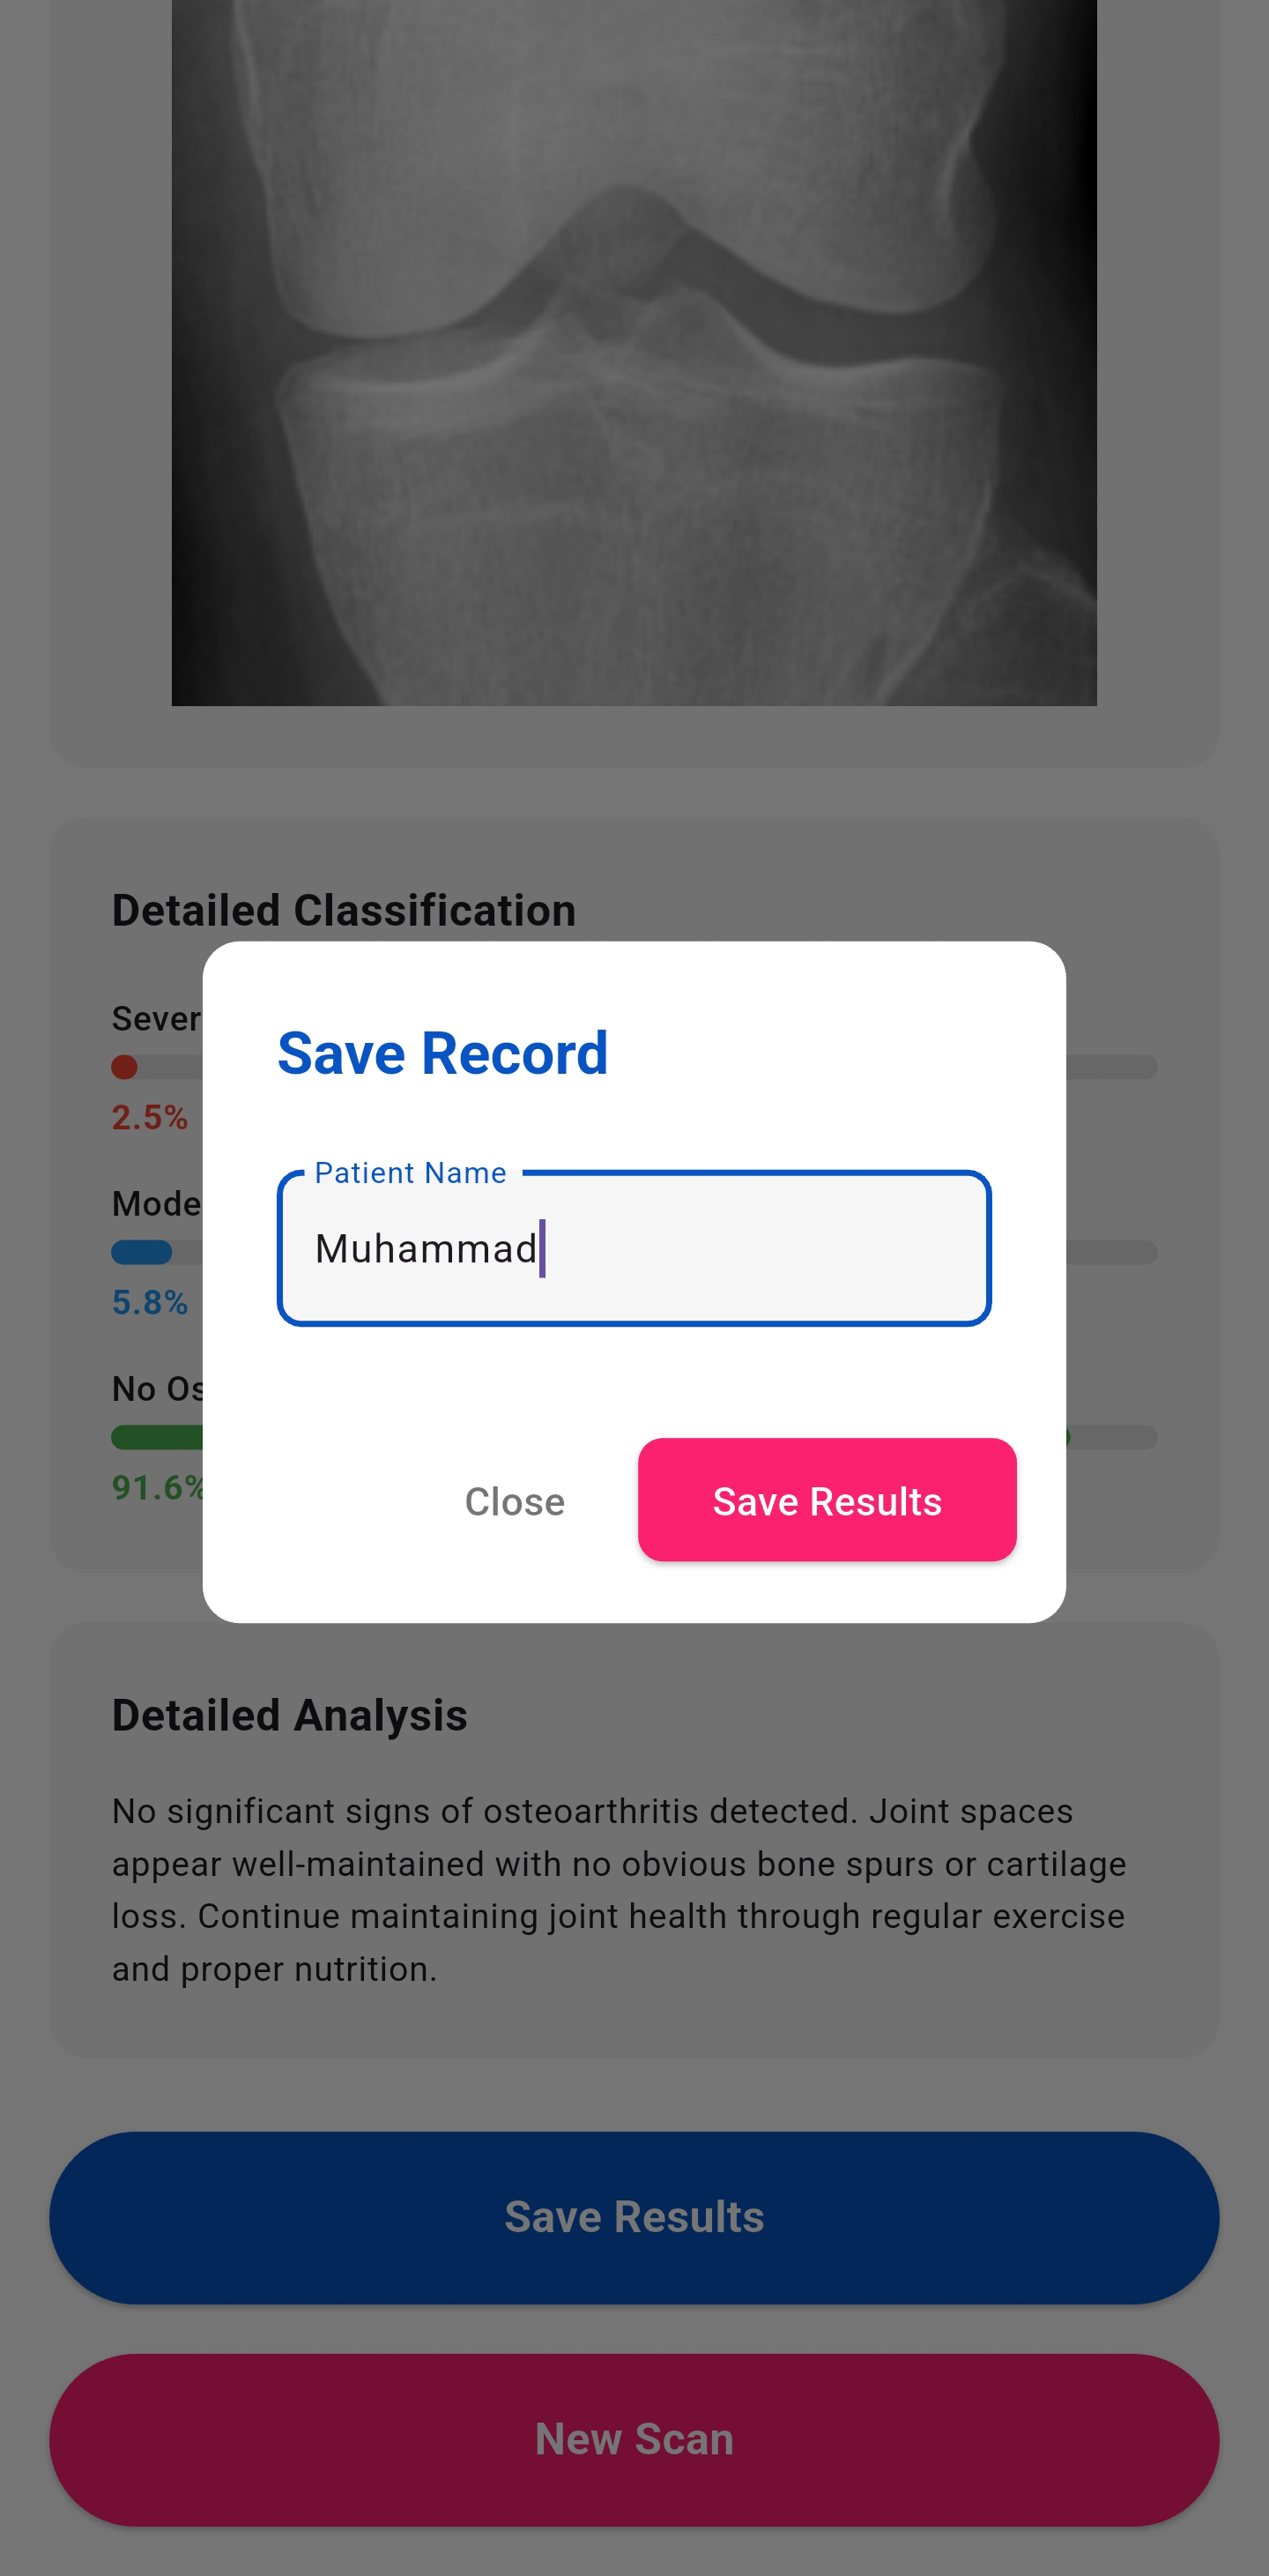 Detailed Classification
Sever
2.5%
Mode
5.8%
No Os
91.6%
Save Record
Patient Name
Muhammad
Close
Save Results
Detailed Analysis
No significant signs of osteoarthritis detected. Joint spaces
appear well-maintained with no obvious bone spurs or cartilage
loss. Continue maintaining joint health through regular exercise
and proper nutrition.
Save Results
New Scan